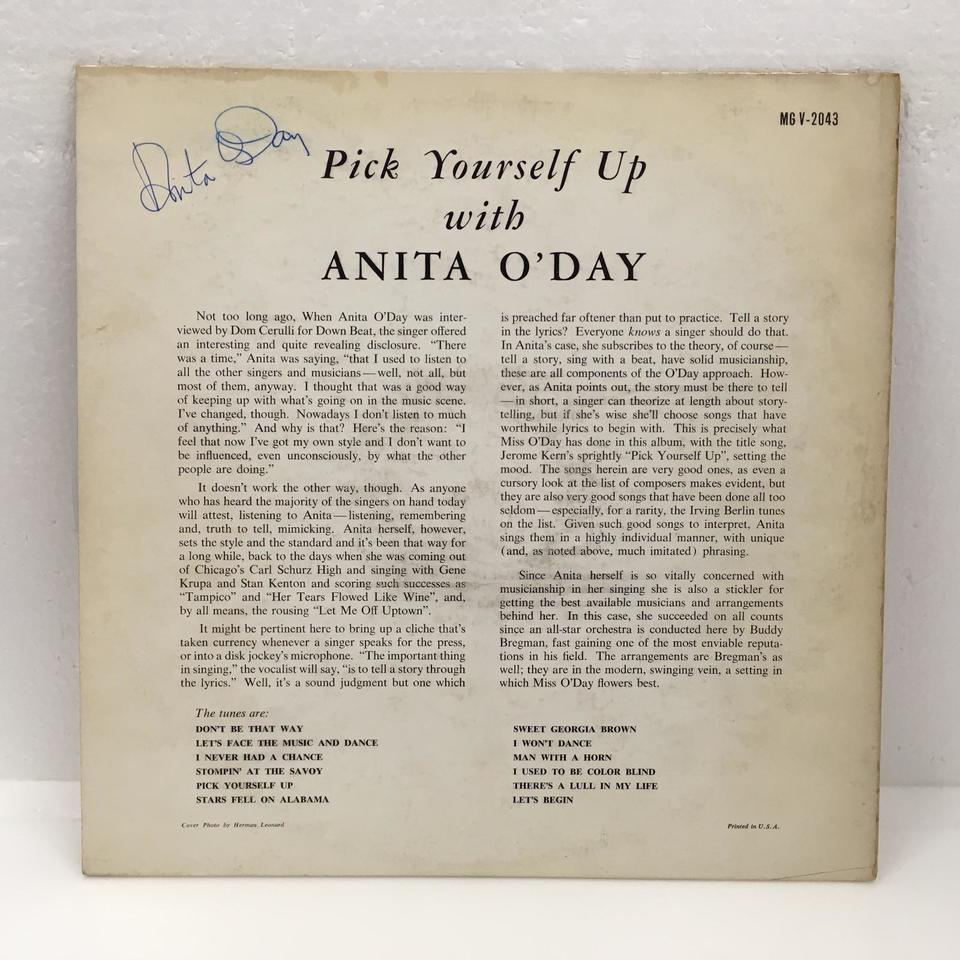 Anita O'Day
MG V-2043
Pick Yourself Up
with
ANITA O'DAY
Not too long ago, When Anita O'Day was inter-
viewed by Dom Cerulli for Down Beat, the singer offered
an interesting and quite revealing disclosure. “There
was a time,” Anita was saying, “that I used to listen to
all the other singers and musicians—well, not all, but
most of them, anyway. I thought that was a good way
of keeping up with what's going on in the music scene.
I've changed, though. Nowadays I don't listen to much
of anything.” And why is that? Here's the reason: “I
feel that now I've got my own style and I don't want to
be influenced, even unconsciously, by what the other
people are doing.”
It doesn't work the other way, though. As anyone
who has heard the majority of the singers on hand today
will attest, listening to Anita—listening, remembering
and, truth to tell, mimicking. Anita herself, however,
sets the style and the standard and it's been that way for
a long while, back to the days when she was coming out
of Chicago's Carl Schurz High and singing with Gene
Krupa and Stan Kenton and scoring such successes as
“Tampico” and “Her Tears Flowed Like Wine”, and,
by all means, the rousing “Let Me Off Uptown”.
It might be pertinent here to bring up a cliche that's
taken currency whenever a singer speaks for the press,
or into a disk jockey's microphone. “The important thing
in singing,” the vocalist will say, “is to tell a story through
the lyrics.” Well, it's a sound judgment but one which
is preached far oftener than put to practice. Tell a story
in the lyrics? Everyone knows a singer should do that.
In Anita's case, she subscribes to the theory, of course—
tell a story, sing with a beat, have solid musicianship,
these are all components of the O'Day approach. How-
ever, as Anita points out, the story must be there to tell
—in short, a singer can theorize at length about story-
telling, but if she's wise she'll choose songs that have
worthwhile lyrics to begin with. This is precisely what
Miss O'Day has done in this album, with the title song,
Jerome Kern's sprightly “Pick Yourself Up”, setting the
mood. The songs herein are very good ones, as even a
cursory look at the list of composers makes evident, but
they are also very good songs that have been done all too
seldom—especially, for a rarity, the Irving Berlin tunes
on the list. Given such good songs to interpret, Anita
sings them in a highly individual manner, with unique
(and, as noted above, much imitated) phrasing.
Since Anita herself is so vitally concerned with
musicianship in her singing she is also a stickler for
getting the best available musicians and arrangements
behind her. In this case, she succeeded on all counts
since an all-star orchestra is conducted here by Buddy
Bregman, fast gaining one of the most enviable reputa-
tions in his field. The arrangements are Bregman's as
well; they are in the modern, swinging vein, a setting in
which Miss O'Day flowers best.
The tunes are:
DON'T BE THAT WAY
LET'S FACE THE MUSIC AND DANCE
I NEVER HAD A CHANCE
STOMPIN' AT THE SAVOY
PICK YOURSELF UP
STARS FELL ON ALABAMA
SWEET GEORGIA BROWN
I WON'T DANCE
MAN WITH A HORN
I USED TO BE COLOR BLIND
THERE'S A LULL IN MY LIFE
LET'S BEGIN
Cover Photo by Herman Leonard
Printed in U.S.A.